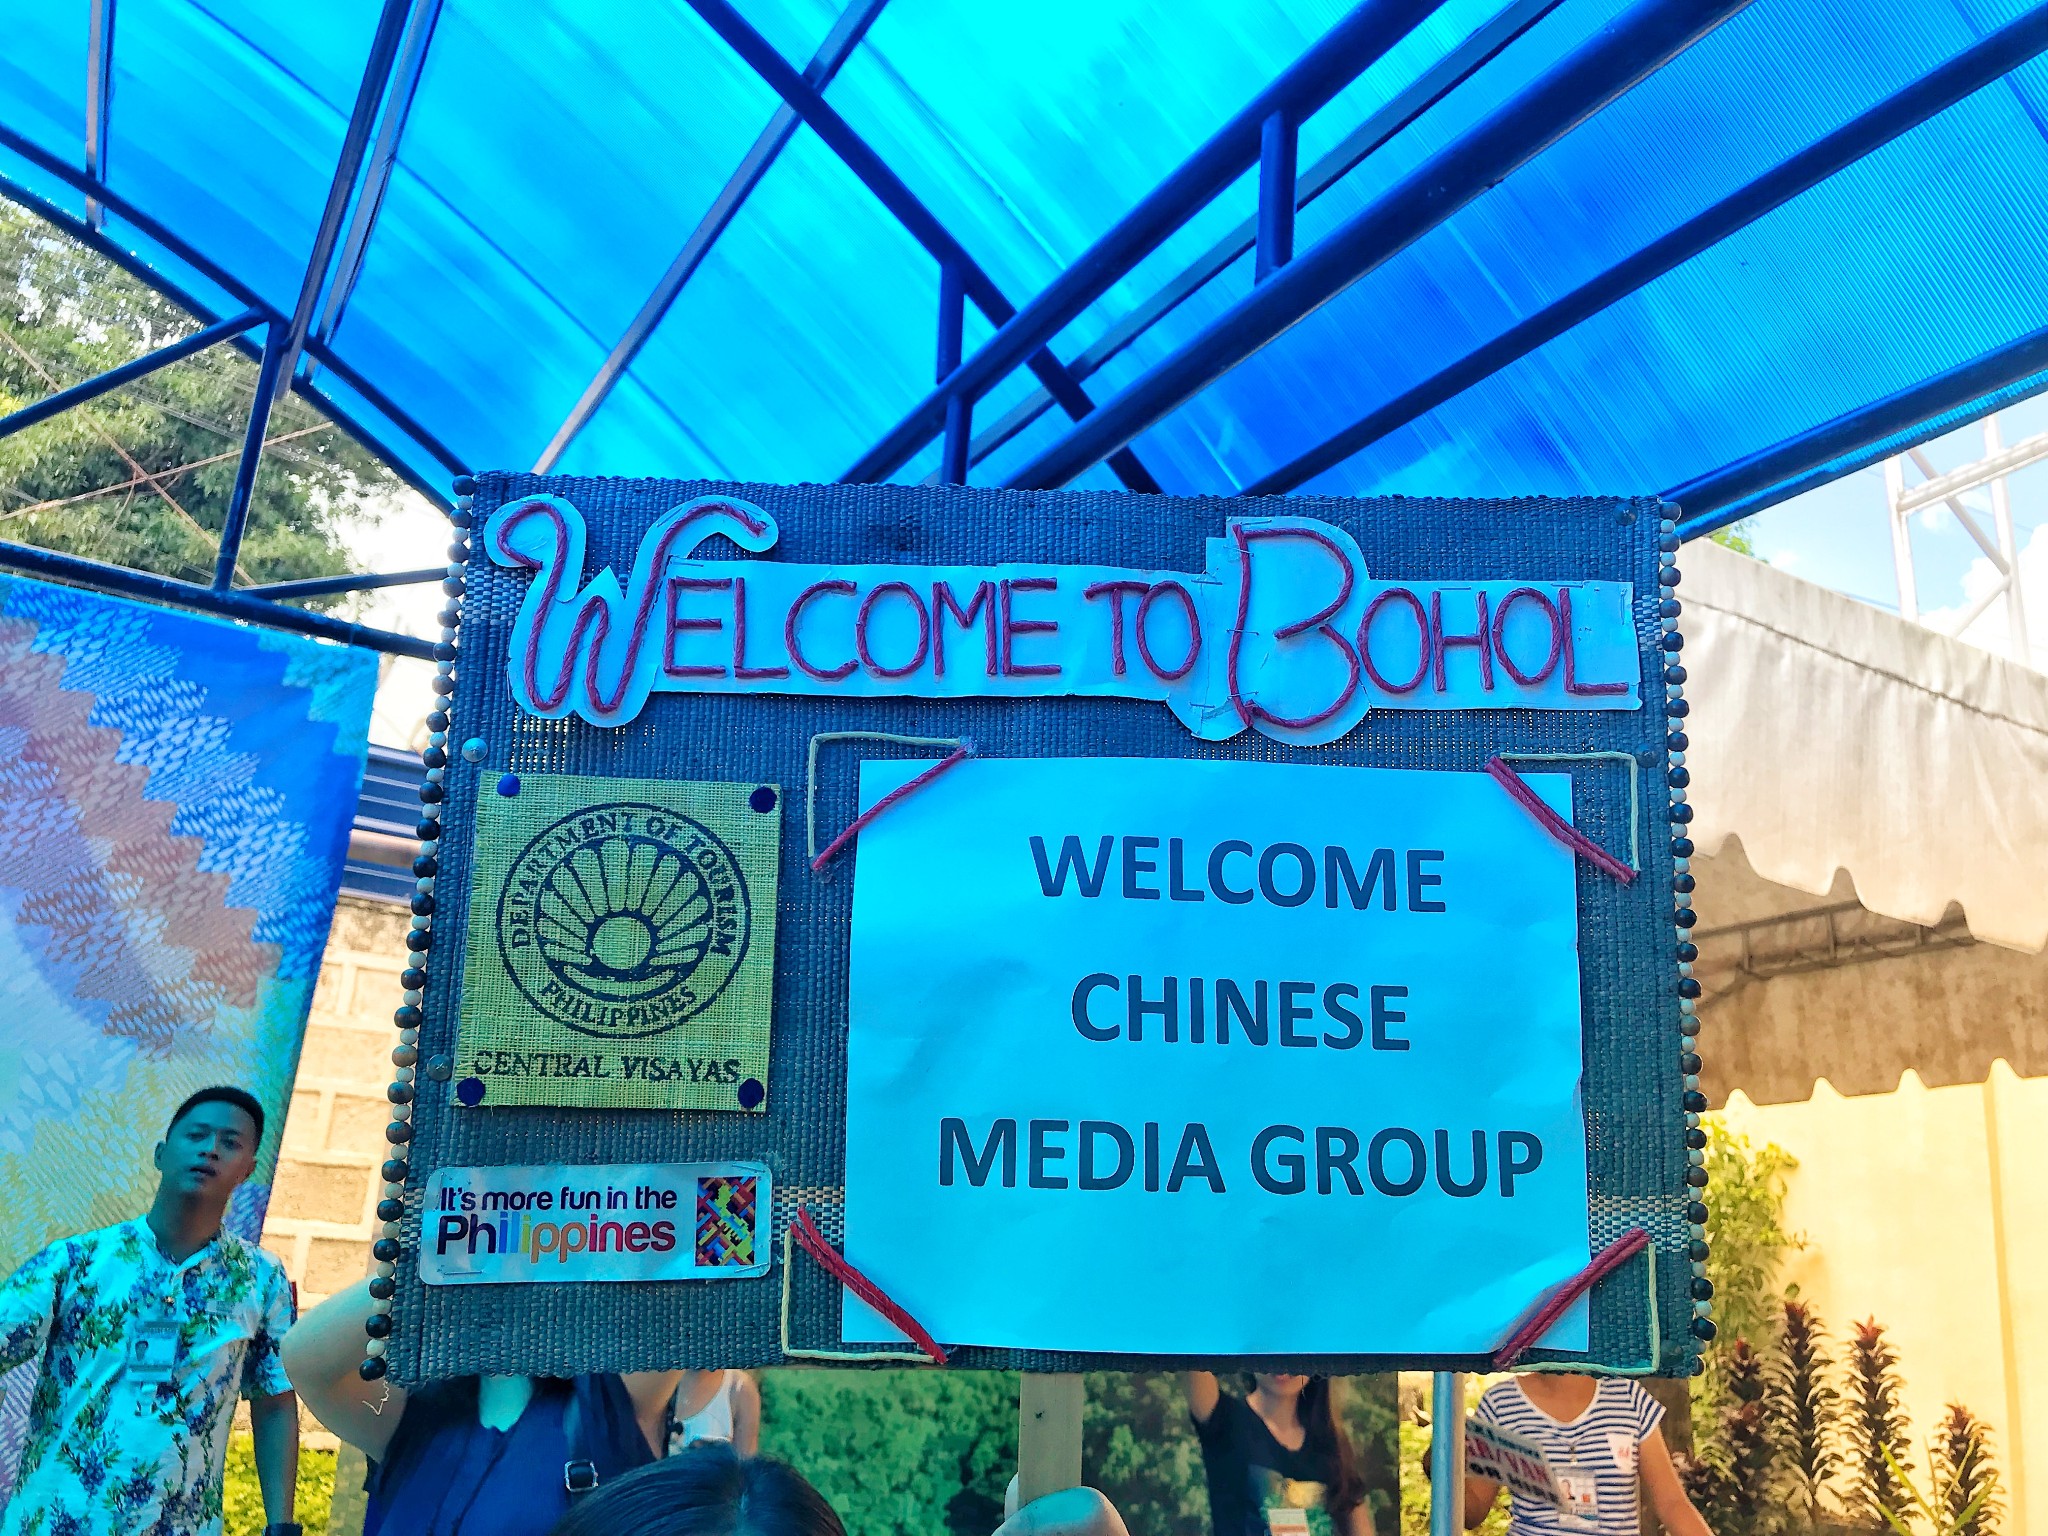 WELCOME TO BOHOL
DEPARTMENT OF TOURISM
PHILIPPINES
CENTRAL VISAYAS
It's more fun in the
Philippines
WELCOME
CHINESE
MEDIA GROUP